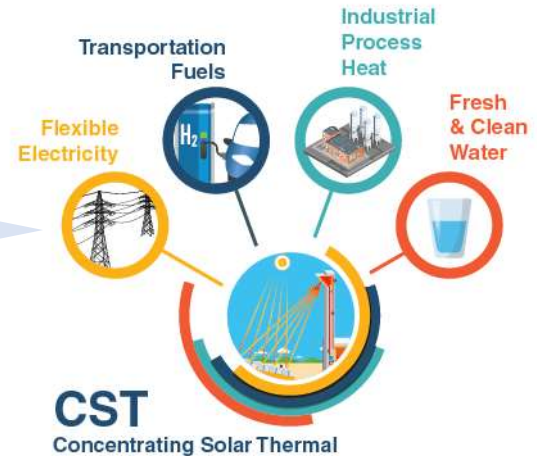 Industrial
Process
Heat
Transportation
Fuels
Fresh
& Clean
Water
Flexible
Electricity
H₂
CST
Concentrating Solar Thermal